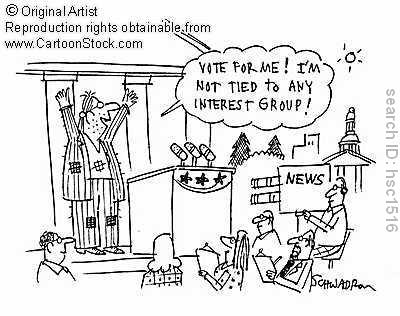 © Original Artist
Reproduction rights obtainable from
www.CartoonStock.com
VOTE FOR ME! I'M
NOT TIED TO ANY
INTEREST GROUP!
NEWS
SCHWADRON
search ID: hsc1516